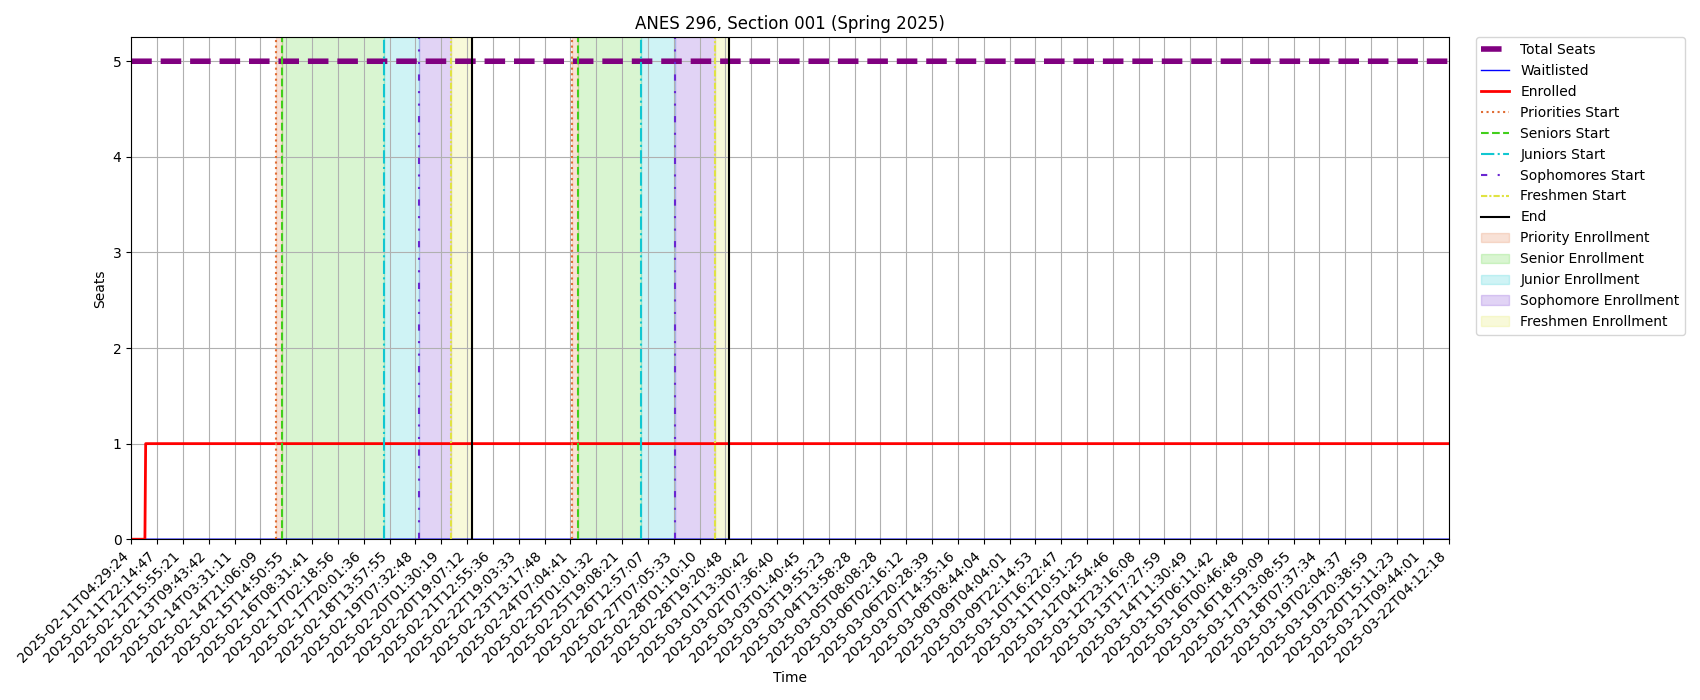 ANES 296, Section 001 (Spring 2025)
Total Seats
Waitlisted
Enrolled
Priorities Start
Seniors Start
Juniors Start
Sophomores Start
Freshmen Start
End
Priority Enrollment
Senior Enrollment
Junior Enrollment
Sophomore Enrollment
Freshmen Enrollment
Seats
5
4
3
2
1
0
2025-02-11T04:29:24
2025-02-11T22:14:47
2025-02-12T15:55:21
2025-02-13T09:43:42
2025-02-14T03:31:11
2025-02-14T21:06:09
2025-02-15T14:50:55
2025-02-16T08:31:41
2025-02-17T02:18:56
2025-02-17T20:01:36
2025-02-18T13:57:55
2025-02-19T07:32:48
2025-02-20T01:30:19
2025-02-20T19:07:12
2025-02-21T12:55:36
2025-02-22T19:03:33
2025-02-23T13:17:48
2025-02-24T07:04:41
2025-02-25T01:01:32
2025-02-25T19:08:21
2025-02-26T12:57:07
2025-02-27T07:05:33
2025-02-28T01:10:10
2025-02-28T19:20:48
2025-03-01T13:30:42
2025-03-02T07:36:40
2025-03-03T01:40:45
2025-03-03T19:55:23
2025-03-04T13:58:28
2025-03-05T08:08:28
2025-03-06T02:16:12
2025-03-06T20:28:39
2025-03-07T14:35:16
2025-03-08T08:44:04
2025-03-09T04:04:01
2025-03-09T22:14:53
2025-03-10T16:22:47
2025-03-11T10:51:25
2025-03-12T04:54:46
2025-03-12T23:16:08
2025-03-13T17:27:59
2025-03-14T11:30:49
2025-03-15T06:11:42
2025-03-16T00:46:48
2025-03-16T18:59:09
2025-03-17T13:08:55
2025-03-18T07:37:34
2025-03-19T02:04:37
2025-03-19T20:38:59
2025-03-20T15:11:23
2025-03-21T09:44:01
2025-03-22T04:12:18
Time